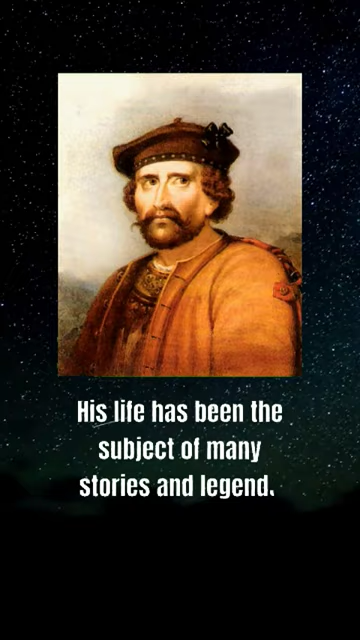 His life has been the
subject of many
stories and legend.